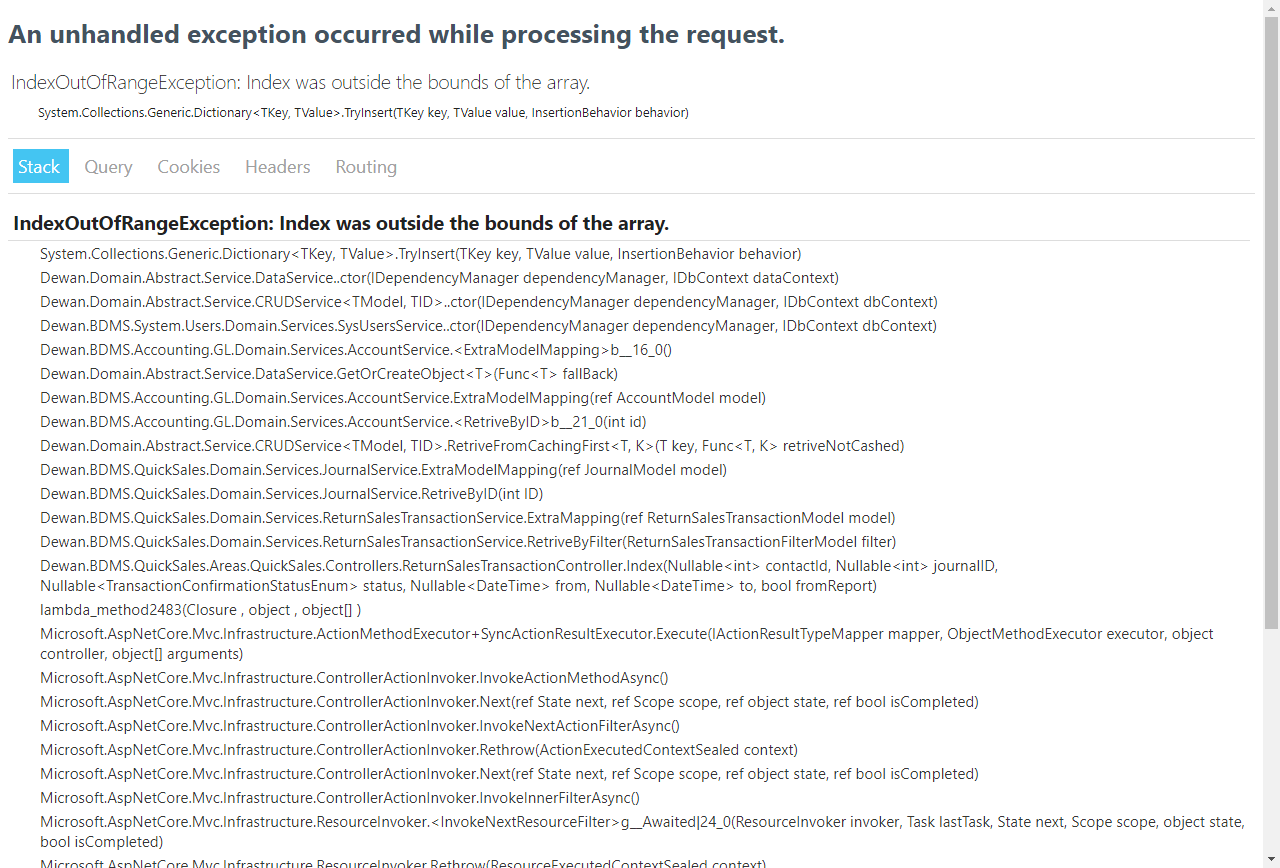 An unhandled exception occurred while processing the request.
IndexOutOfRangeException: Index was outside the bounds of the array.
System.Collections.Generic.Dictionary<TKey, TValue>.TryInsert(TKey key, TValue value, InsertionBehavior behavior)
Stack Query Cookies Headers Routing
IndexOutOfRangeException: Index was outside the bounds of the array.
System.Collections.Generic.Dictionary<TKey, TValue>.TryInsert(TKey key, TValue value, InsertionBehavior behavior)
Dewan.Domain.Abstract.Service.DataService..ctor(IDependencyManager dependencyManager, IDbContext dataContext)
Dewan.Domain.Abstract.Service.CRUDService<TModel, TID>..ctor(IDependencyManager dependencyManager, IDbContext dbContext)
Dewan.BDMS.System.Users.Domain.Services.SysUsersService..ctor(IDependencyManager dependencyManager, IDbContext dbContext)
Dewan.BDMS.Accounting.GL.Domain.Services.AccountService.<ExtraModelMapping>b__16_0()
Dewan.Domain.Abstract.Service.DataService.GetOrCreateObject<T>(Func<T> fallBack)
Dewan.BDMS.Accounting.GL.Domain.Services.AccountService.ExtraModelMapping(ref AccountModel model)
Dewan.BDMS.Accounting.GL.Domain.Services.AccountService.<RetriveByID>b__21_0(int id)
Dewan.Domain.Abstract.Service.CRUDService<TModel, TID>.RetriveFromCachingFirst<T, K>(T key, Func<T, K> retriveNotCashed)
Dewan.BDMS.QuickSales.Domain.Services.JournalService.ExtraModelMapping(ref JournalModel model)
Dewan.BDMS.QuickSales.Domain.Services.JournalService.RetriveByID(int ID)
Dewan.BDMS.QuickSales.Domain.Services.ReturnSalesTransactionService.ExtraMapping(ref ReturnSalesTransactionModel model)
Dewan.BDMS.QuickSales.Domain.Services.ReturnSalesTransactionService.RetriveByFilter(ReturnSalesTransactionFilterModel filter)
Dewan.BDMS.QuickSales.Areas.QuickSales.Controllers.ReturnSalesTransactionController.Index(Nullable<int> contactId, Nullable<int> journalID,
Nullable<TransactionConfirmationStatusEnum> status, Nullable<DateTime> from, Nullable<DateTime> to, bool fromReport)
lambda_method2483(Closure , object , object[] )
Microsoft.AspNetCore.Mvc.Infrastructure.ActionMethodExecutor+SyncActionResultExecutor.Execute(IActionResultTypeMapper mapper, ObjectMethodExecutor executor, object
controller, object[] arguments)
Microsoft.AspNetCore.Mvc.Infrastructure.ControllerActionInvoker.InvokeActionMethodAsync()
Microsoft.AspNetCore.Mvc.Infrastructure.ControllerActionInvoker.Next(ref State next, ref Scope scope, ref object state, ref bool isCompleted)
Microsoft.AspNetCore.Mvc.Infrastructure.ControllerActionInvoker.InvokeNextActionFilterAsync()
Microsoft.AspNetCore.Mvc.Infrastructure.ControllerActionInvoker.Rethrow(ActionExecutedContextSealed context)
Microsoft.AspNetCore.Mvc.Infrastructure.ControllerActionInvoker.Next(ref State next, ref Scope scope, ref object state, ref bool isCompleted)
Microsoft.AspNetCore.Mvc.Infrastructure.ControllerActionInvoker.InvokeInnerFilterAsync()
Microsoft.AspNetCore.Mvc.Infrastructure.ResourceInvoker.<InvokeNextResourceFilter>g__Awaited|24_0(ResourceInvoker invoker, Task lastTask, State next, Scope scope, object state,
bool isCompleted)
Microsoft.AspNetCore.Mvc.Infrastructure.ResourceInvoker.Rethrow(ResourceExecutedContextSealed context)